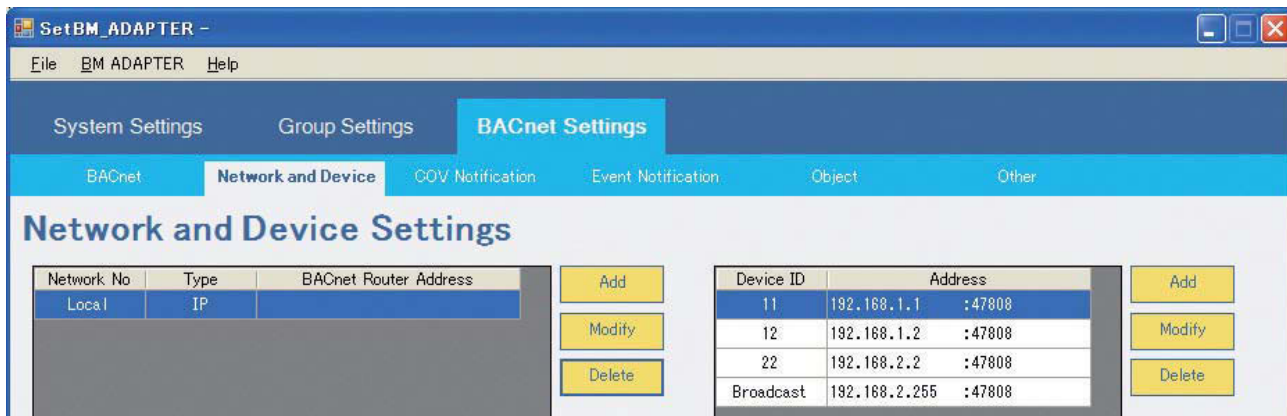 SetBM_ADAPTER -
File BM ADAPTER Help
System Settings Group Settings BACnet Settings
BACnet Network and Device COV Notification Event Notification Object Other
Network and Device Settings
Network No Type BACnet Router Address
Local IP
Add
Modify
Delete
Device ID Address
11 192.168.1.1 :47808
12 192.168.1.2 :47808
22 192.168.2.2 :47808
Broadcast 192.168.2.255 :47808
Add
Modify
Delete